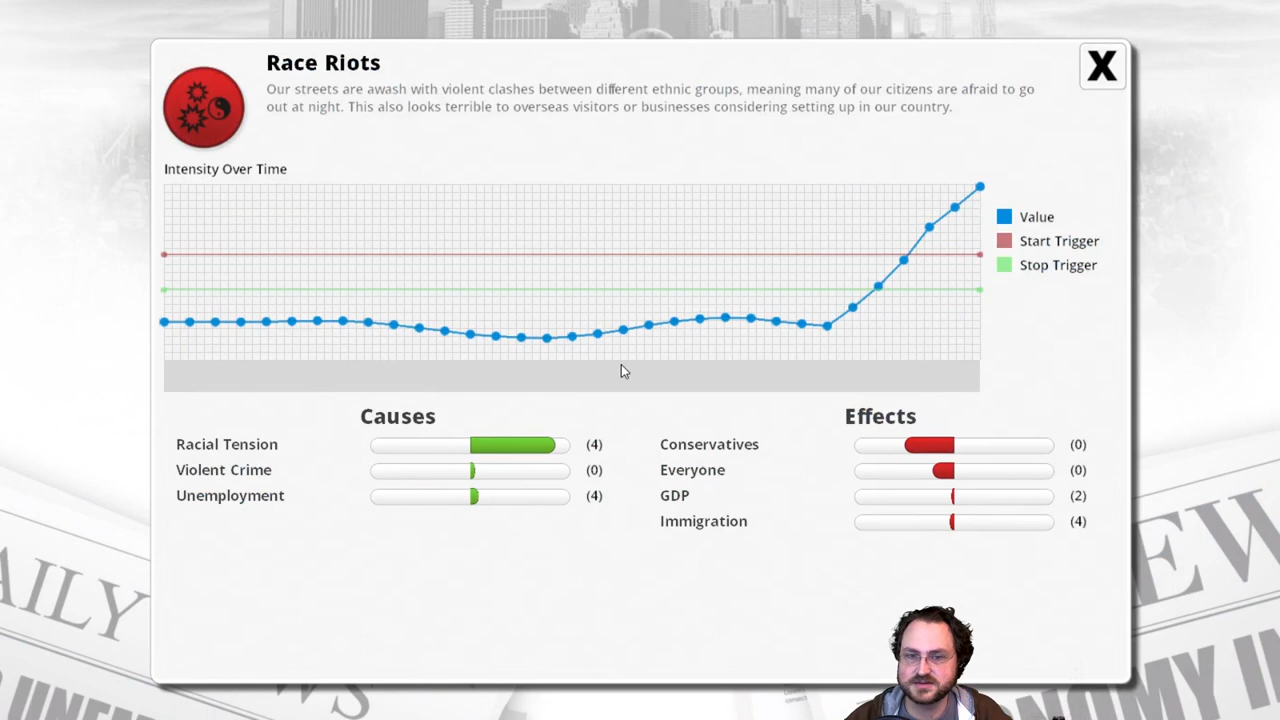 Race Riots
X
Our streets are awash with violent clashes between different ethnic groups, meaning many of our citizens are afraid to go
out at night. This also looks terrible to overseas visitors or businesses considering setting up in our country.
Intensity Over Time
Value
Start Trigger
Stop Trigger
Causes
Racial Tension (4)
Violent Crime (0)
Unemployment (4)
Effects
Conservatives (0)
Everyone (0)
GDP (2)
Immigration (4)